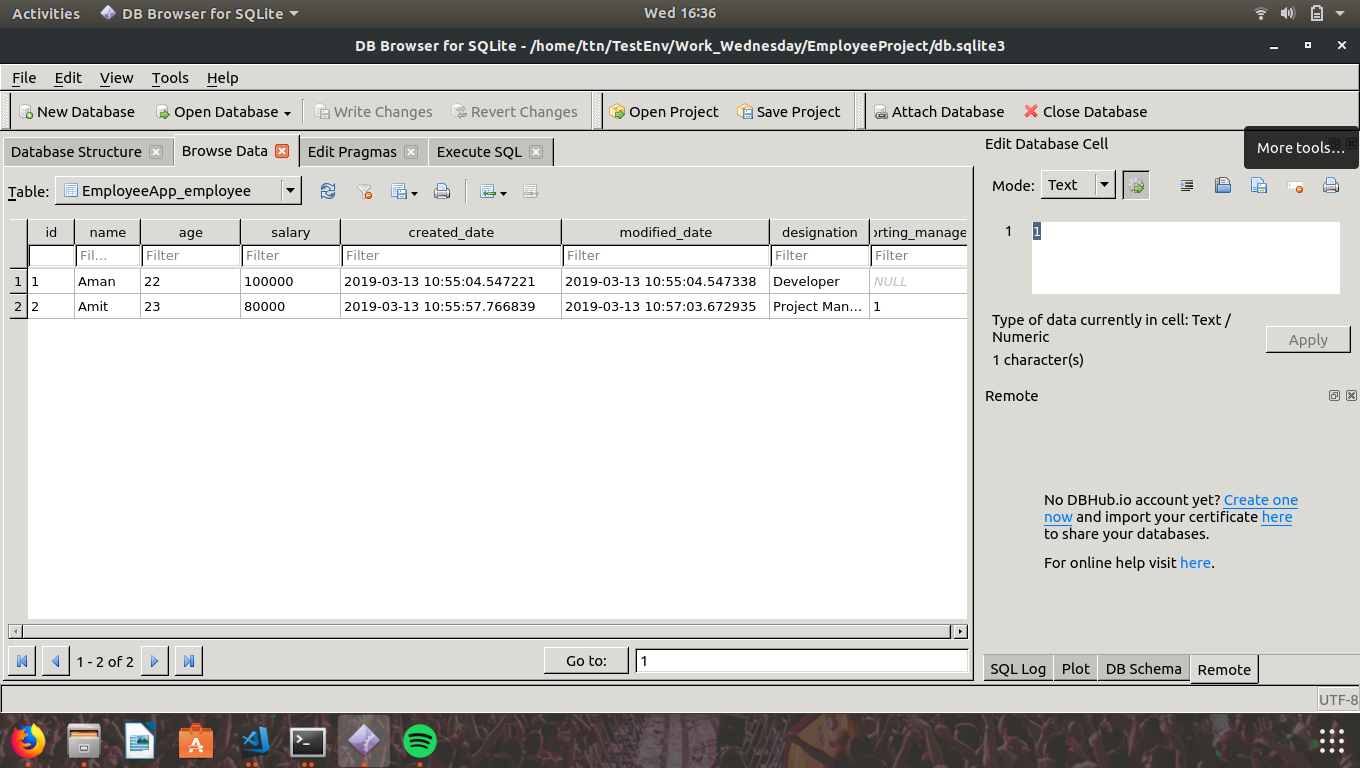 Activities DB Browser for SQLite Wed 16:36
DB Browser for SQLite - /home/ttn/TestEnv/Work_Wednesday/EmployeeProject/db.sqlite3
File Edit View Tools Help
New Database Open Database Write Changes Revert Changes Open Project Save Project Attach Database Close Database
Database Structure Browse Data Edit Pragmas Execute SQL
Table: EmployeeApp_employee
id name age salary created_date modified_date designation orting_manage
Fil... Filter Filter Filter Filter Filter Filter
1 1 Aman 22 100000 2019-03-13 10:55:04.547221 2019-03-13 10:55:04.547338 Developer NULL
2 2 Amit 23 80000 2019-03-13 10:55:57.766839 2019-03-13 10:57:03.672935 Project Man... 1
1 - 2 of 2 Go to: 1
Edit Database Cell
More tools...
Mode: Text
1 1
Type of data currently in cell: Text /
Numeric
1 character(s)
Apply
Remote
No DBHub.io account yet? Create one
now and import your certificate here
to share your databases.
For online help visit here.
SQL Log Plot DB Schema Remote
UTF-8